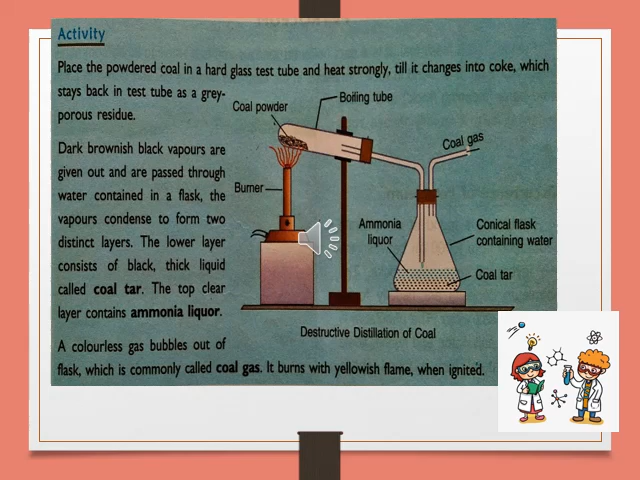 Activity
Place the powdered coal in a hard glass test tube and heat strongly, till it changes into coke, which
stays back in test tube as a grey-
porous residue.
Coal powder
Boiling tube
Coal gas
Dark brownish black vapours are
given out and are passed through
water contained in a flask, the
vapours condense to form two
distinct layers. The lower layer
consists of black, thick liquid
called coal tar. The top clear
layer contains ammonia liquor.
Burner
Ammonia
liquor
Conical flask
containing water
Coal tar
Destructive Distillation of Coal
A colourless gas bubbles out of
flask, which is commonly called coal gas. It burns with yellowish flame, when ignited.